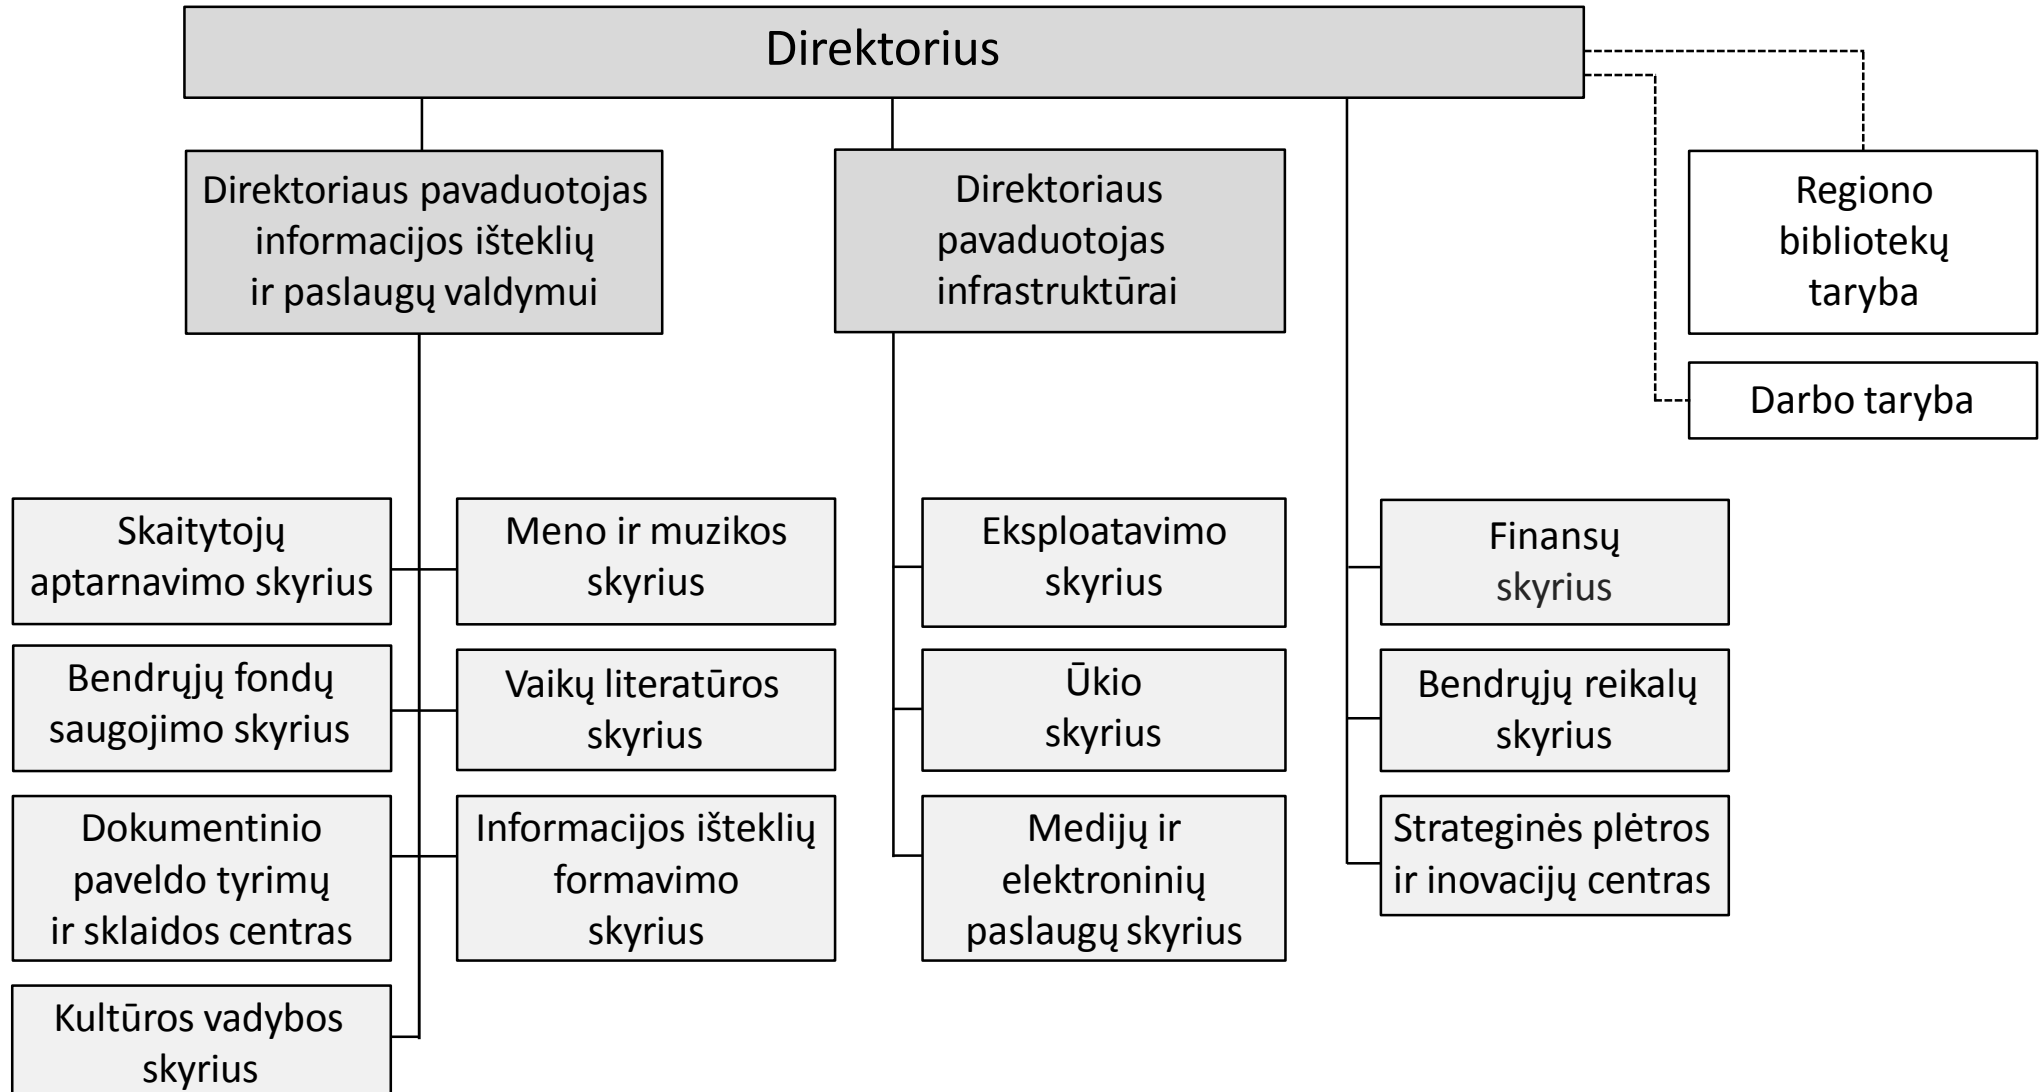 Direktorius
Direktoriaus pavaduotojas
informacijos išteklių
ir paslaugų valdymui
Direktoriaus
pavaduotojas
infrastruktūrai
Regiono
bibliotekų
taryba
Darbo taryba
Skaitytojų
aptarnavimo skyrius
Meno ir muzikos
skyrius
Eksploatavimo
skyrius
Finansų
skyrius
Bendrųjų fondų
saugojimo skyrius
Vaikų literatūros
skyrius
Ūkio
skyrius
Bendrųjų reikalų
skyrius
Dokumentinio
paveldo tyrimų
ir sklaidos centras
Informacijos išteklių
formavimo
skyrius
Medijų ir
elektroninių
paslaugų skyrius
Strateginės plėtros
ir inovacijų centras
Kultūros vadybos
skyrius